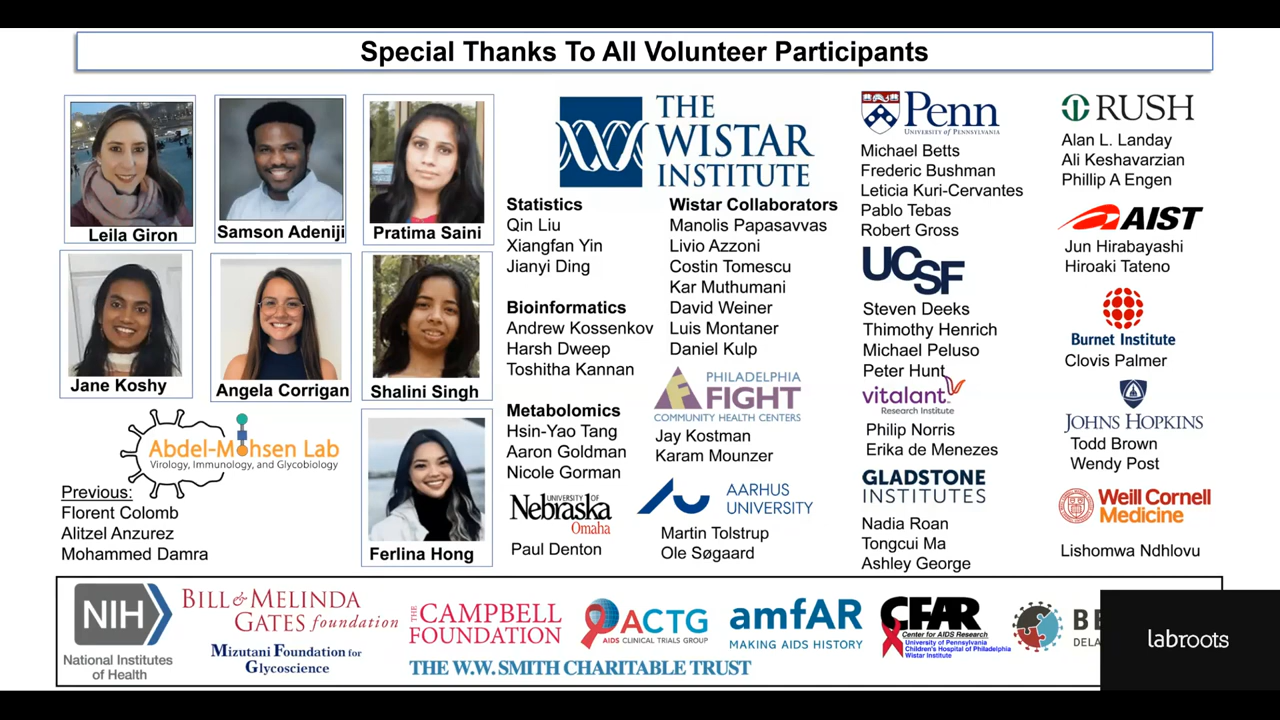 Special Thanks To All Volunteer Participants
Leila Giron
Samson Adeniji
Pratima Saini
Jane Koshy
Angela Corrigan
Shalini Singh
Abdel-Mohsen Lab
Virology, Immunology, and Glycobiology
Previous:
Florent Colomb
Alitzel Anzurez
Mohammed Damra
Ferlina Hong
THE
WISTAR
INSTITUTE
Statistics
Qin Liu
Xiangfan Yin
Jianyi Ding
Bioinformatics
Andrew Kossenkov
Harsh Dweep
Toshitha Kannan
Metabolomics
Hsin-Yao Tang
Aaron Goldman
Nicole Gorman
UNIVERSITY OF
Nebraska
Omaha
Paul Denton
Wistar Collaborators
Manolis Papasavvas
Livio Azzoni
Costin Tomescu
Kar Muthumani
David Weiner
Luis Montaner
Daniel Kulp
PHILADELPHIA
FIGHT
COMMUNITY HEALTH CENTERS
Jay Kostman
Karam Mounzer
AARHUS
UNIVERSITY
Martin Tolstrup
Ole Søgaard
Penn
UNIVERSITY OF PENNSYLVANIA
Michael Betts
Frederic Bushman
Leticia Kuri-Cervantes
Pablo Tebas
Robert Gross
UCSF
Steven Deeks
Thimothy Henrich
Michael Peluso
Peter Hunt
vitalant
Research Institute
Philip Norris
Erika de Menezes
GLADSTONE
INSTITUTES
Nadia Roan
Tongcui Ma
Ashley George
RUSH
Alan L. Landay
Ali Keshavarzian
Phillip A Engen
AIST
Jun Hirabayashi
Hiroaki Tateno
Burnet Institute
Clovis Palmer
JOHNS HOPKINS
Todd Brown
Wendy Post
Weill Cornell
Medicine
Lishomwa Ndhlovu
NIH
National Institutes
of Health
BILL & MELINDA
GATES foundation
Mizutani Foundation for
Glycoscience
THE
CAMPBELL
FOUNDATION
THE W.W. SMITH CHARITABLE TRUST
ACTG
AIDS CLINICAL TRIALS GROUP
amfAR
MAKING AIDS HISTORY
CFAR
Center for AIDS Research
University of Pennsylvania
Children's Hospital of Philadelphia
Wistar Institute
labroots